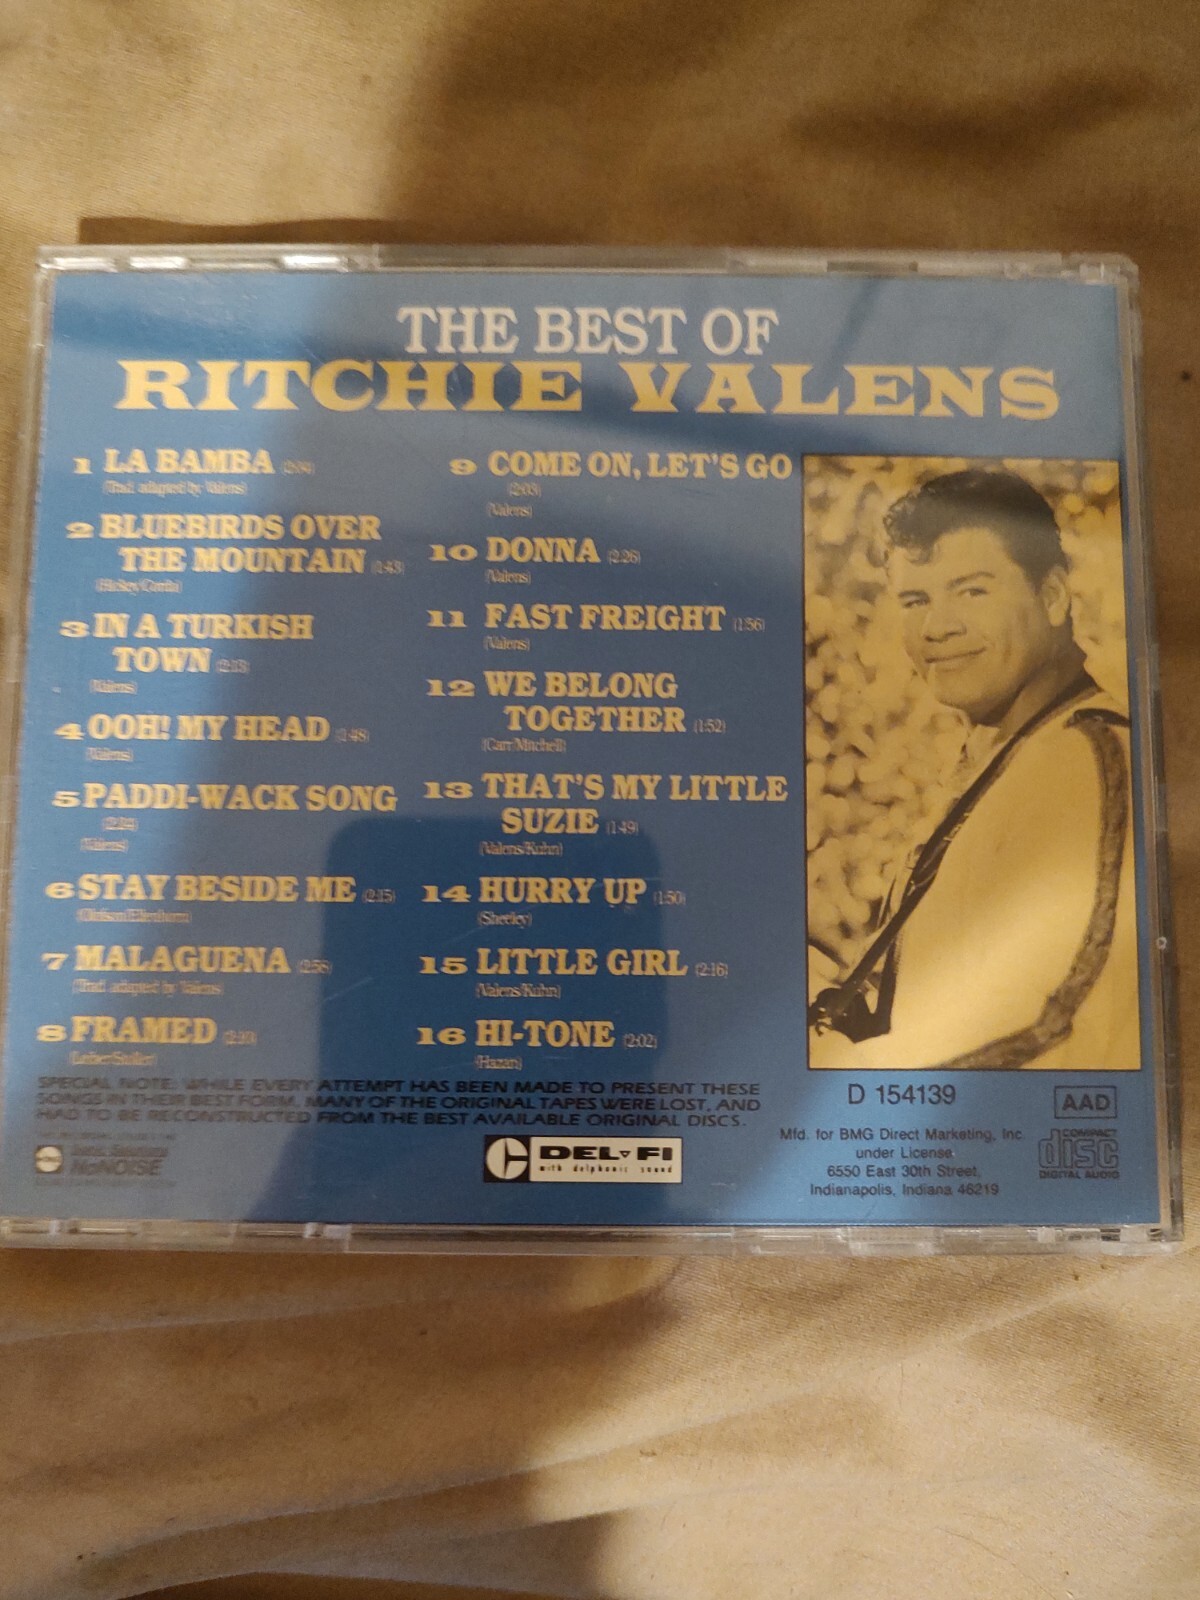 THE BEST OF
RITCHIE VALENS
1 LA BAMBA (2:04)
(Trad. adapted by Valens)
2 BLUEBIRDS OVER
THE MOUNTAIN (1:43)
3 IN A TURKISH
TOWN (2:13)
(Valens)
4 OOH! MY HEAD (1:48)
(Valens)
5 PADDI-WACK SONG
(2:24)
(Valens)
6 STAY BESIDE ME (2:15)
7 MALAGUENA (2:56)
(Trad. adapted by Valens)
8 FRAMED
(Leiber/Stoller)
9 COME ON, LET'S GO
(2:03)
(Valens)
10 DONNA (2:26)
(Valens)
11 FAST FREIGHT (1:56)
(Valens)
12 WE BELONG
TOGETHER (1:52)
(Carr/Mitchell)
13 THAT'S MY LITTLE
SUZIE (1:49)
(Valens/Kuhn)
14 HURRY UP (1:50)
(Sheeley)
15 LITTLE GIRL (2:16)
(Valens/Kuhn)
16 HI-TONE (2:02)
(Hazan)
SPECIAL NOTE: WHILE EVERY ATTEMPT HAS BEEN MADE TO PRESENT THESE
SONGS IN THEIR BEST FORM, MANY OF THE ORIGINAL TAPES WERE LOST, AND
HAD TO BE RECONSTRUCTED FROM THE BEST AVAILABLE ORIGINAL DISCS.
Sonic Solutions
NoNOISE
DEL-FI
with delphonic sound
D 154139
AAD
Mfd. for BMG Direct Marketing, Inc.
under License
6550 East 30th Street,
Indianapolis, Indiana 46219
COMPACT
disc
DIGITAL AUDIO